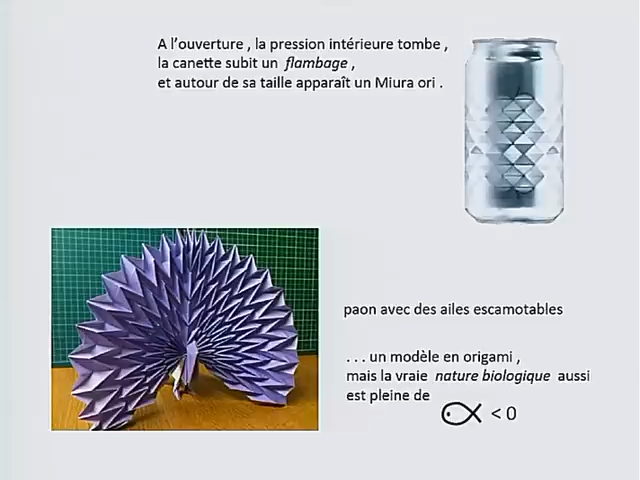 A l’ouverture , la pression intérieure tombe ,
la canette subit un flambage ,
et autour de sa taille apparaît un Miura ori .
paon avec des ailes escamotables
. . . un modèle en origami ,
mais la vraie nature biologique aussi
est pleine de
< 0